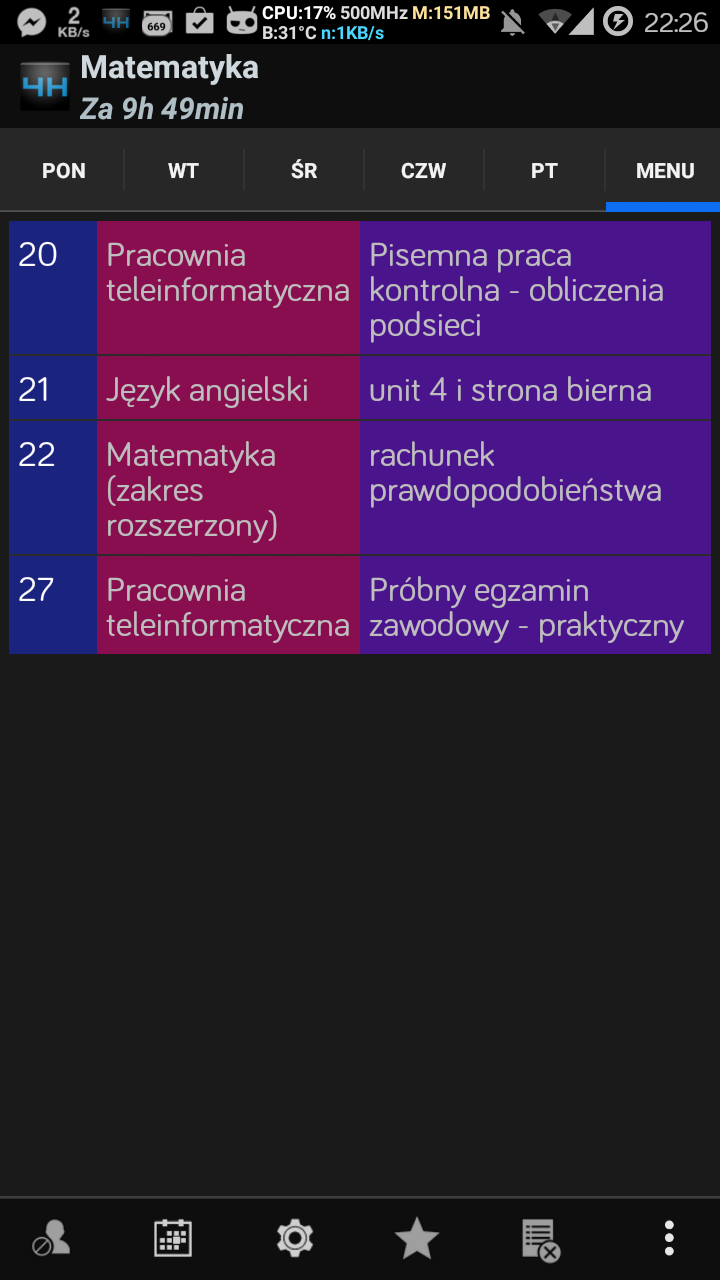 2
KB/s
4H
669
CPU:17% 500MHz M:151MB
B:31°C n:1KB/s
22:26
4H
Matematyka
Za 9h 49min
PON WT ŚR CZW PT MENU
20
Pracownia
teleinformatyczna
Pisemna praca
kontrolna - obliczenia
podsieci
21
Język angielski
unit 4 i strona bierna
22
Matematyka
(zakres
rozszerzony)
rachunek
prawdopodobieństwa
27
Pracownia
teleinformatyczna
Próbny egzamin
zawodowy - praktyczny